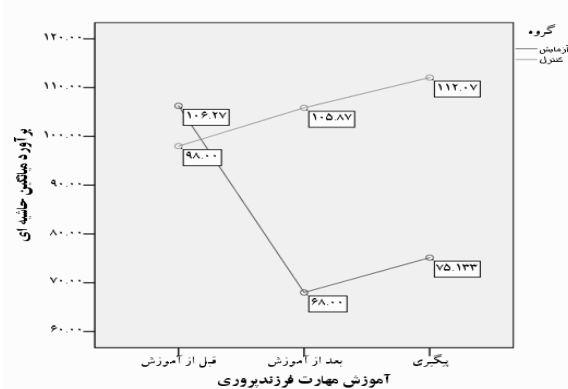 گروه
آزمایش
کنترل
۱۲۰.۰۰
۱۱۰.۰۰
۱۰۰.۰۰
۹۰.۰۰
۸۰.۰۰
۷۰.۰۰
۶۰.۰۰
برآورد میانگین حاشیه ای
۱۰۶.۲۷
۹۸.۰۰
۱۰۵.۸۷
۱۱۲.۰۷
۶۸.۰۰
۷۵.۱۳۳
قبل از آموزش
بعد از آموزش
پیگیری
آموزش مهارت فرزندپروری